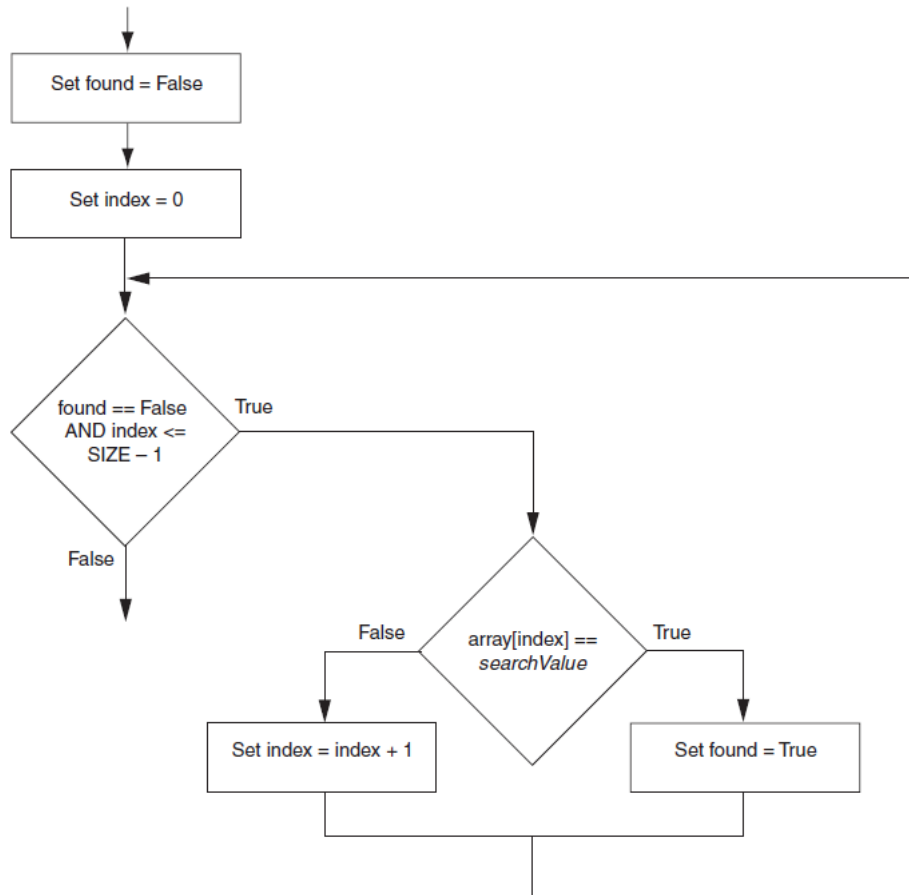 Set found = False
Set index = 0
found == False
AND index <=
SIZE – 1
True
False
array[index] ==
searchValue
False
True
Set index = index + 1
Set found = True